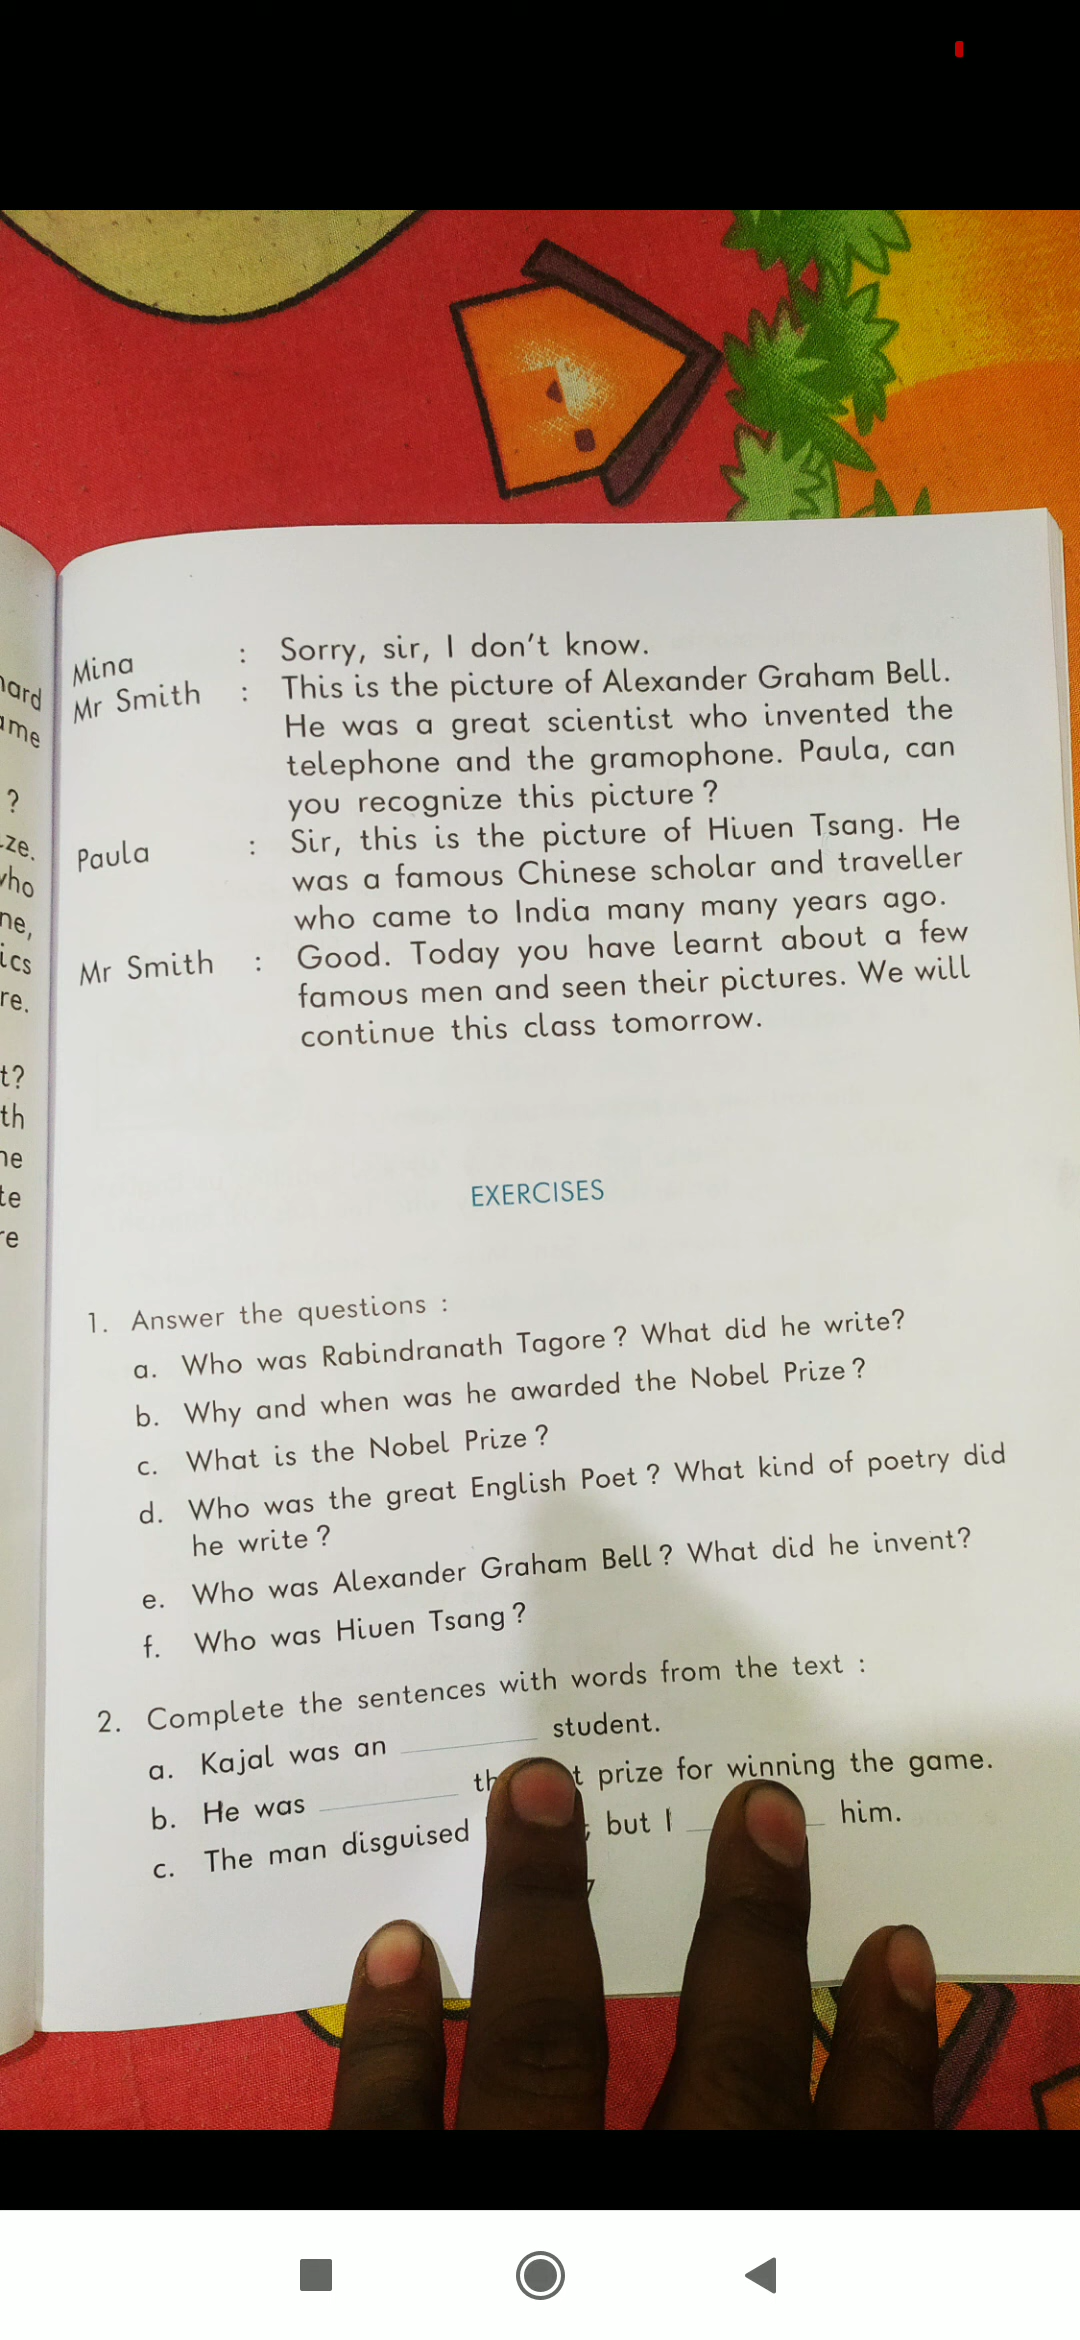 Mina : Sorry, sir, I don't know.
Mr Smith : This is the picture of Alexander Graham Bell.
He was a great scientist who invented the
telephone and the gramophone. Paula, can
you recognize this picture ?
Paula : Sir, this is the picture of Hiuen Tsang. He
was a famous Chinese scholar and traveller
who came to India many many years ago.
Mr Smith : Good. Today you have learnt about a few
famous men and seen their pictures. We will
continue this class tomorrow.
EXERCISES
1. Answer the questions :
a. Who was Rabindranath Tagore ? What did he write?
b. Why and when was he awarded the Nobel Prize ?
c. What is the Nobel Prize ?
d. Who was the great English Poet ? What kind of poetry did
he write ?
e. Who was Alexander Graham Bell ? What did he invent?
f. Who was Hiuen Tsang ?
2. Complete the sentences with words from the text :
a. Kajal was an ________ student.
b. He was ________ prize for winning the game.
c. The man disguised but I ________ him.